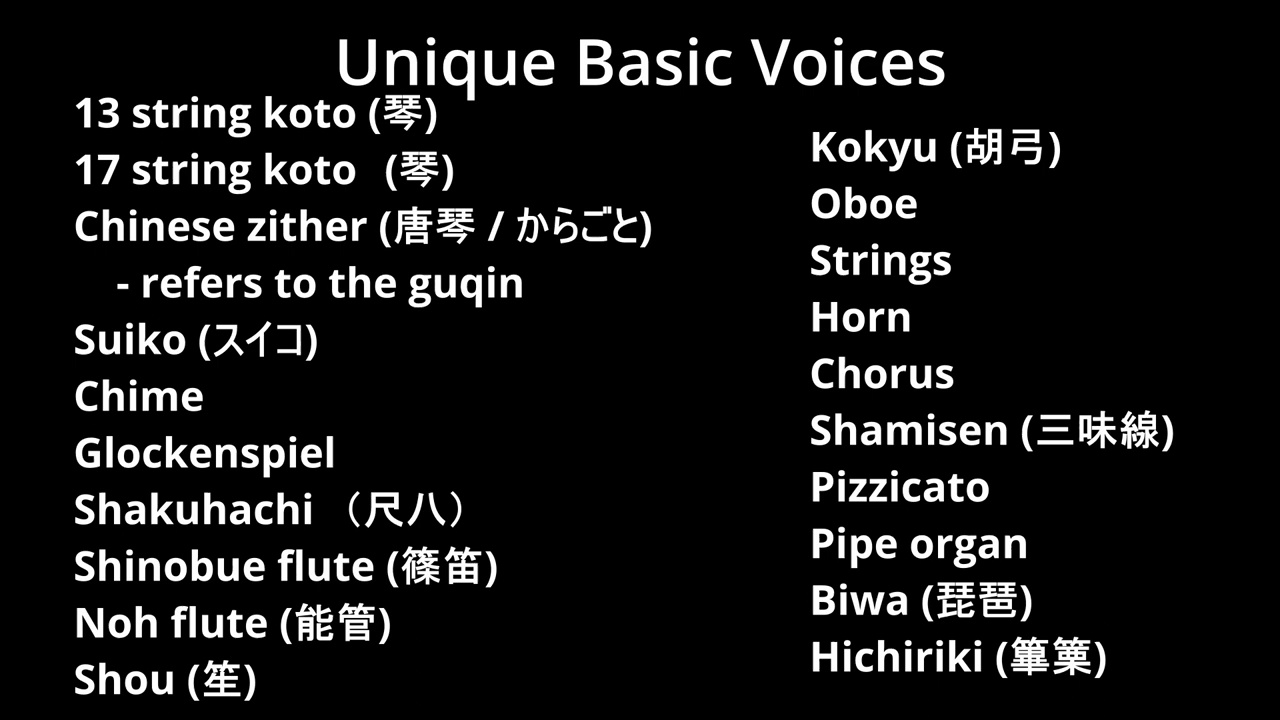 Unique Basic Voices
13 string koto (琴)
17 string koto (琴)
Chinese zither (唐琴 / からごと)
- refers to the guqin
Suiko (スイコ)
Chime
Glockenspiel
Shakuhachi （尺八）
Shinobue flute (篠笛)
Noh flute (能管)
Shou (笙)
Kokyu (胡弓)
Oboe
Strings
Horn
Chorus
Shamisen (三味線)
Pizzicato
Pipe organ
Biwa (琵琶)
Hichiriki (篳篥)